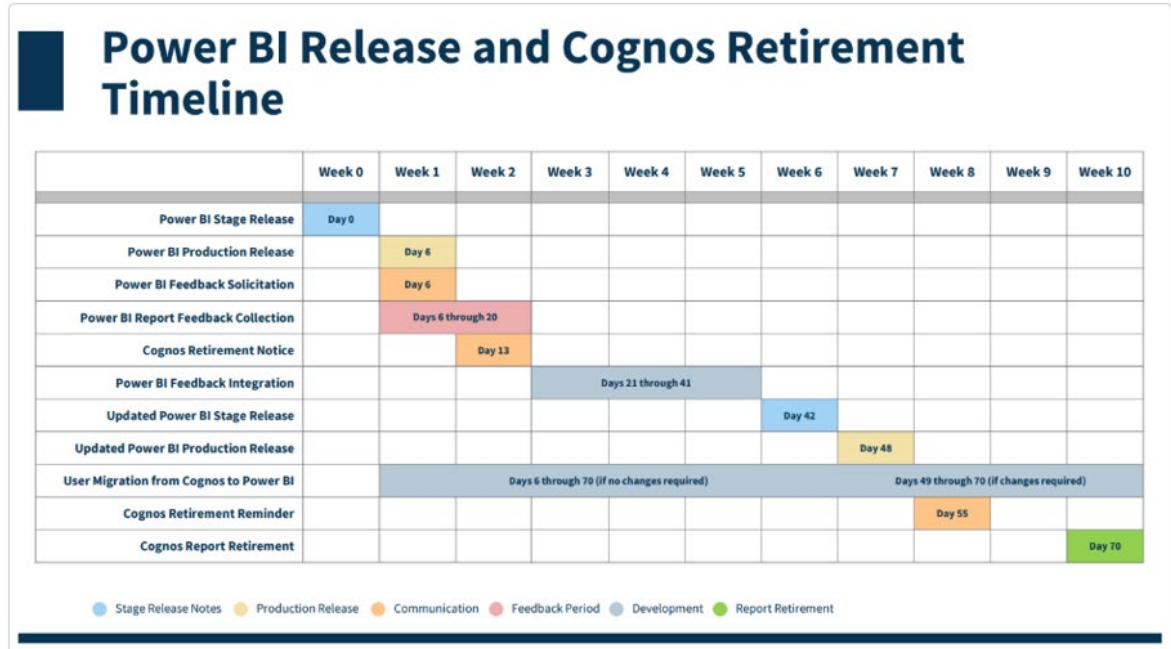 Power BI Release and Cognos Retirement
Timeline
Week 0 Week 1 Week 2 Week 3 Week 4 Week 5 Week 6 Week 7 Week 8 Week 9 Week 10
Power BI Stage Release Day 0
Power BI Production Release Day 6
Power BI Feedback Solicitation Day 6
Power BI Report Feedback Collection Days 6 through 20
Cognos Retirement Notice Day 13
Power BI Feedback Integration Days 21 through 41
Updated Power BI Stage Release Day 42
Updated Power BI Production Release Day 48
User Migration from Cognos to Power BI Days 6 through 70 (if no changes required) Days 49 through 70 (if changes required)
Cognos Retirement Reminder Day 55
Cognos Report Retirement Day 70
Stage Release Notes Production Release Communication Feedback Period Development Report Retirement